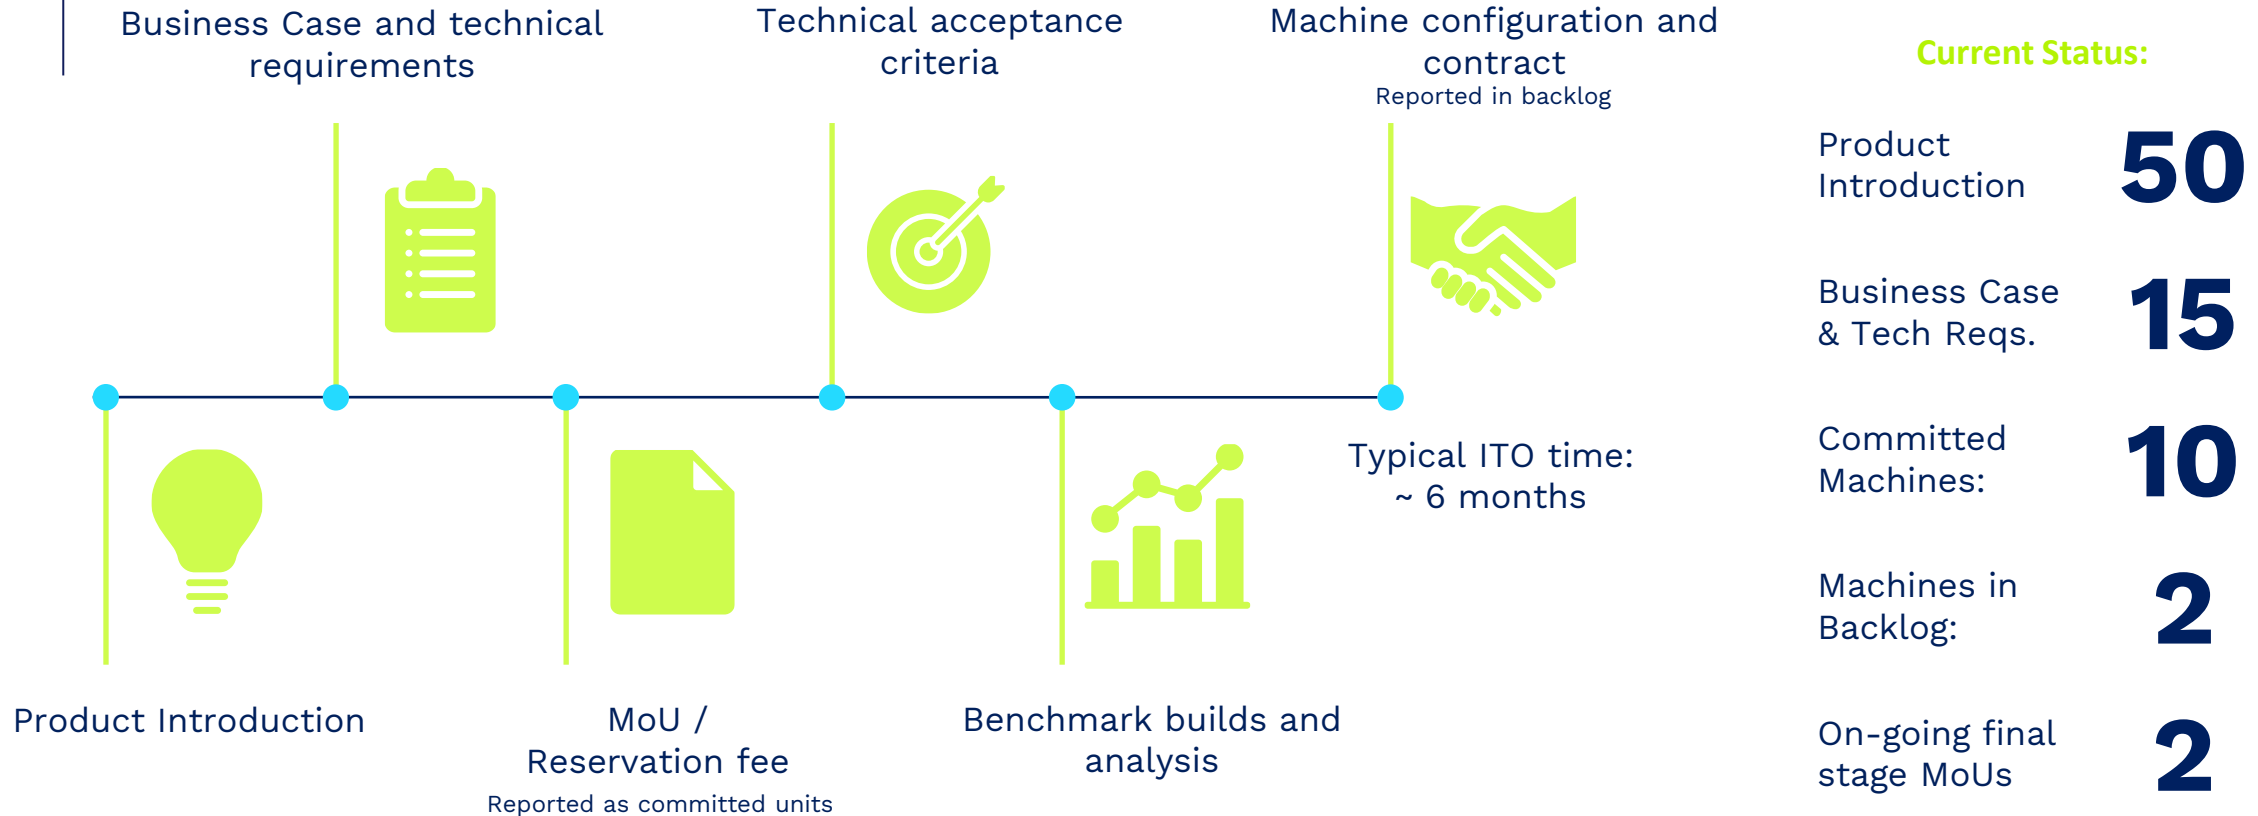 Business Case and technical
requirements
Technical acceptance
criteria
Machine configuration and
contract
Reported in backlog
Typical ITO time:
~ 6 months
Product Introduction
MoU /
Reservation fee
Reported as committed units
Benchmark builds and
analysis
Current Status:
Product
Introduction
50
Business Case
& Tech Reqs.
15
Committed
Machines:
10
Machines in
Backlog:
2
On-going final
stage MoUs
2